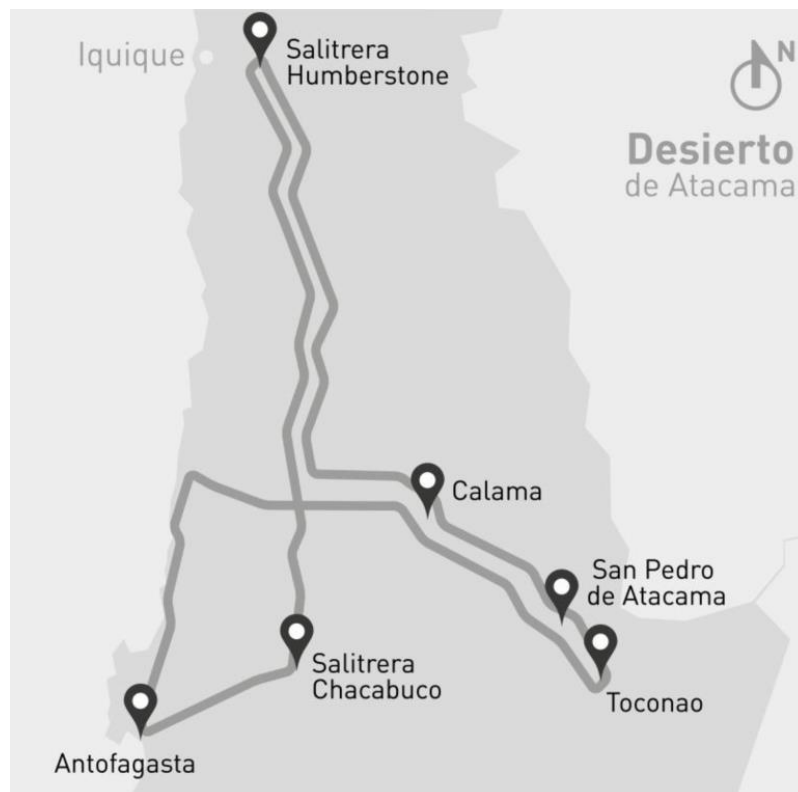 Iquique
Salitrera
Humberstone
N
Desierto
de Atacama
Calama
San Pedro
de Atacama
Salitrera
Chacabuco
Toconao
Antofagasta